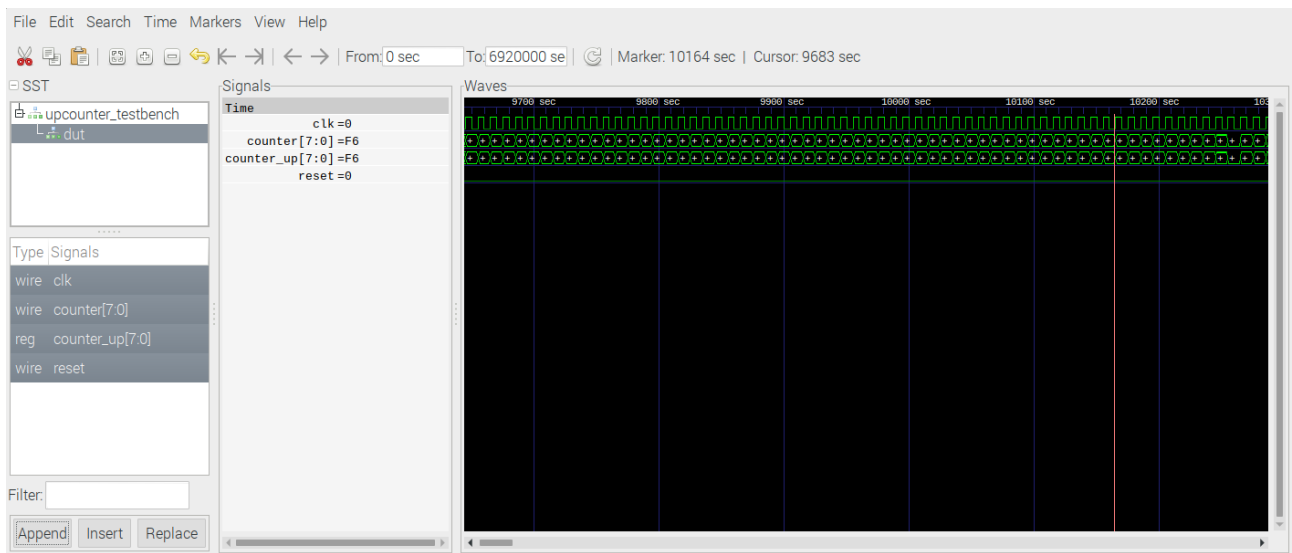 File Edit Search Time Markers View Help
From: 0 sec To: 6920000 se Marker: 10164 sec | Cursor: 9683 sec
SST
upcounter_testbench
dut
Type Signals
wire clk
wire counter[7:0]
reg counter_up[7:0]
wire reset
Filter:
Append Insert Replace
Signals
Time
clk=0
counter[7:0]=F6
counter_up[7:0]=F6
reset=0
Waves
9700 sec 9800 sec 9900 sec 10000 sec 10100 sec 10200 sec 103